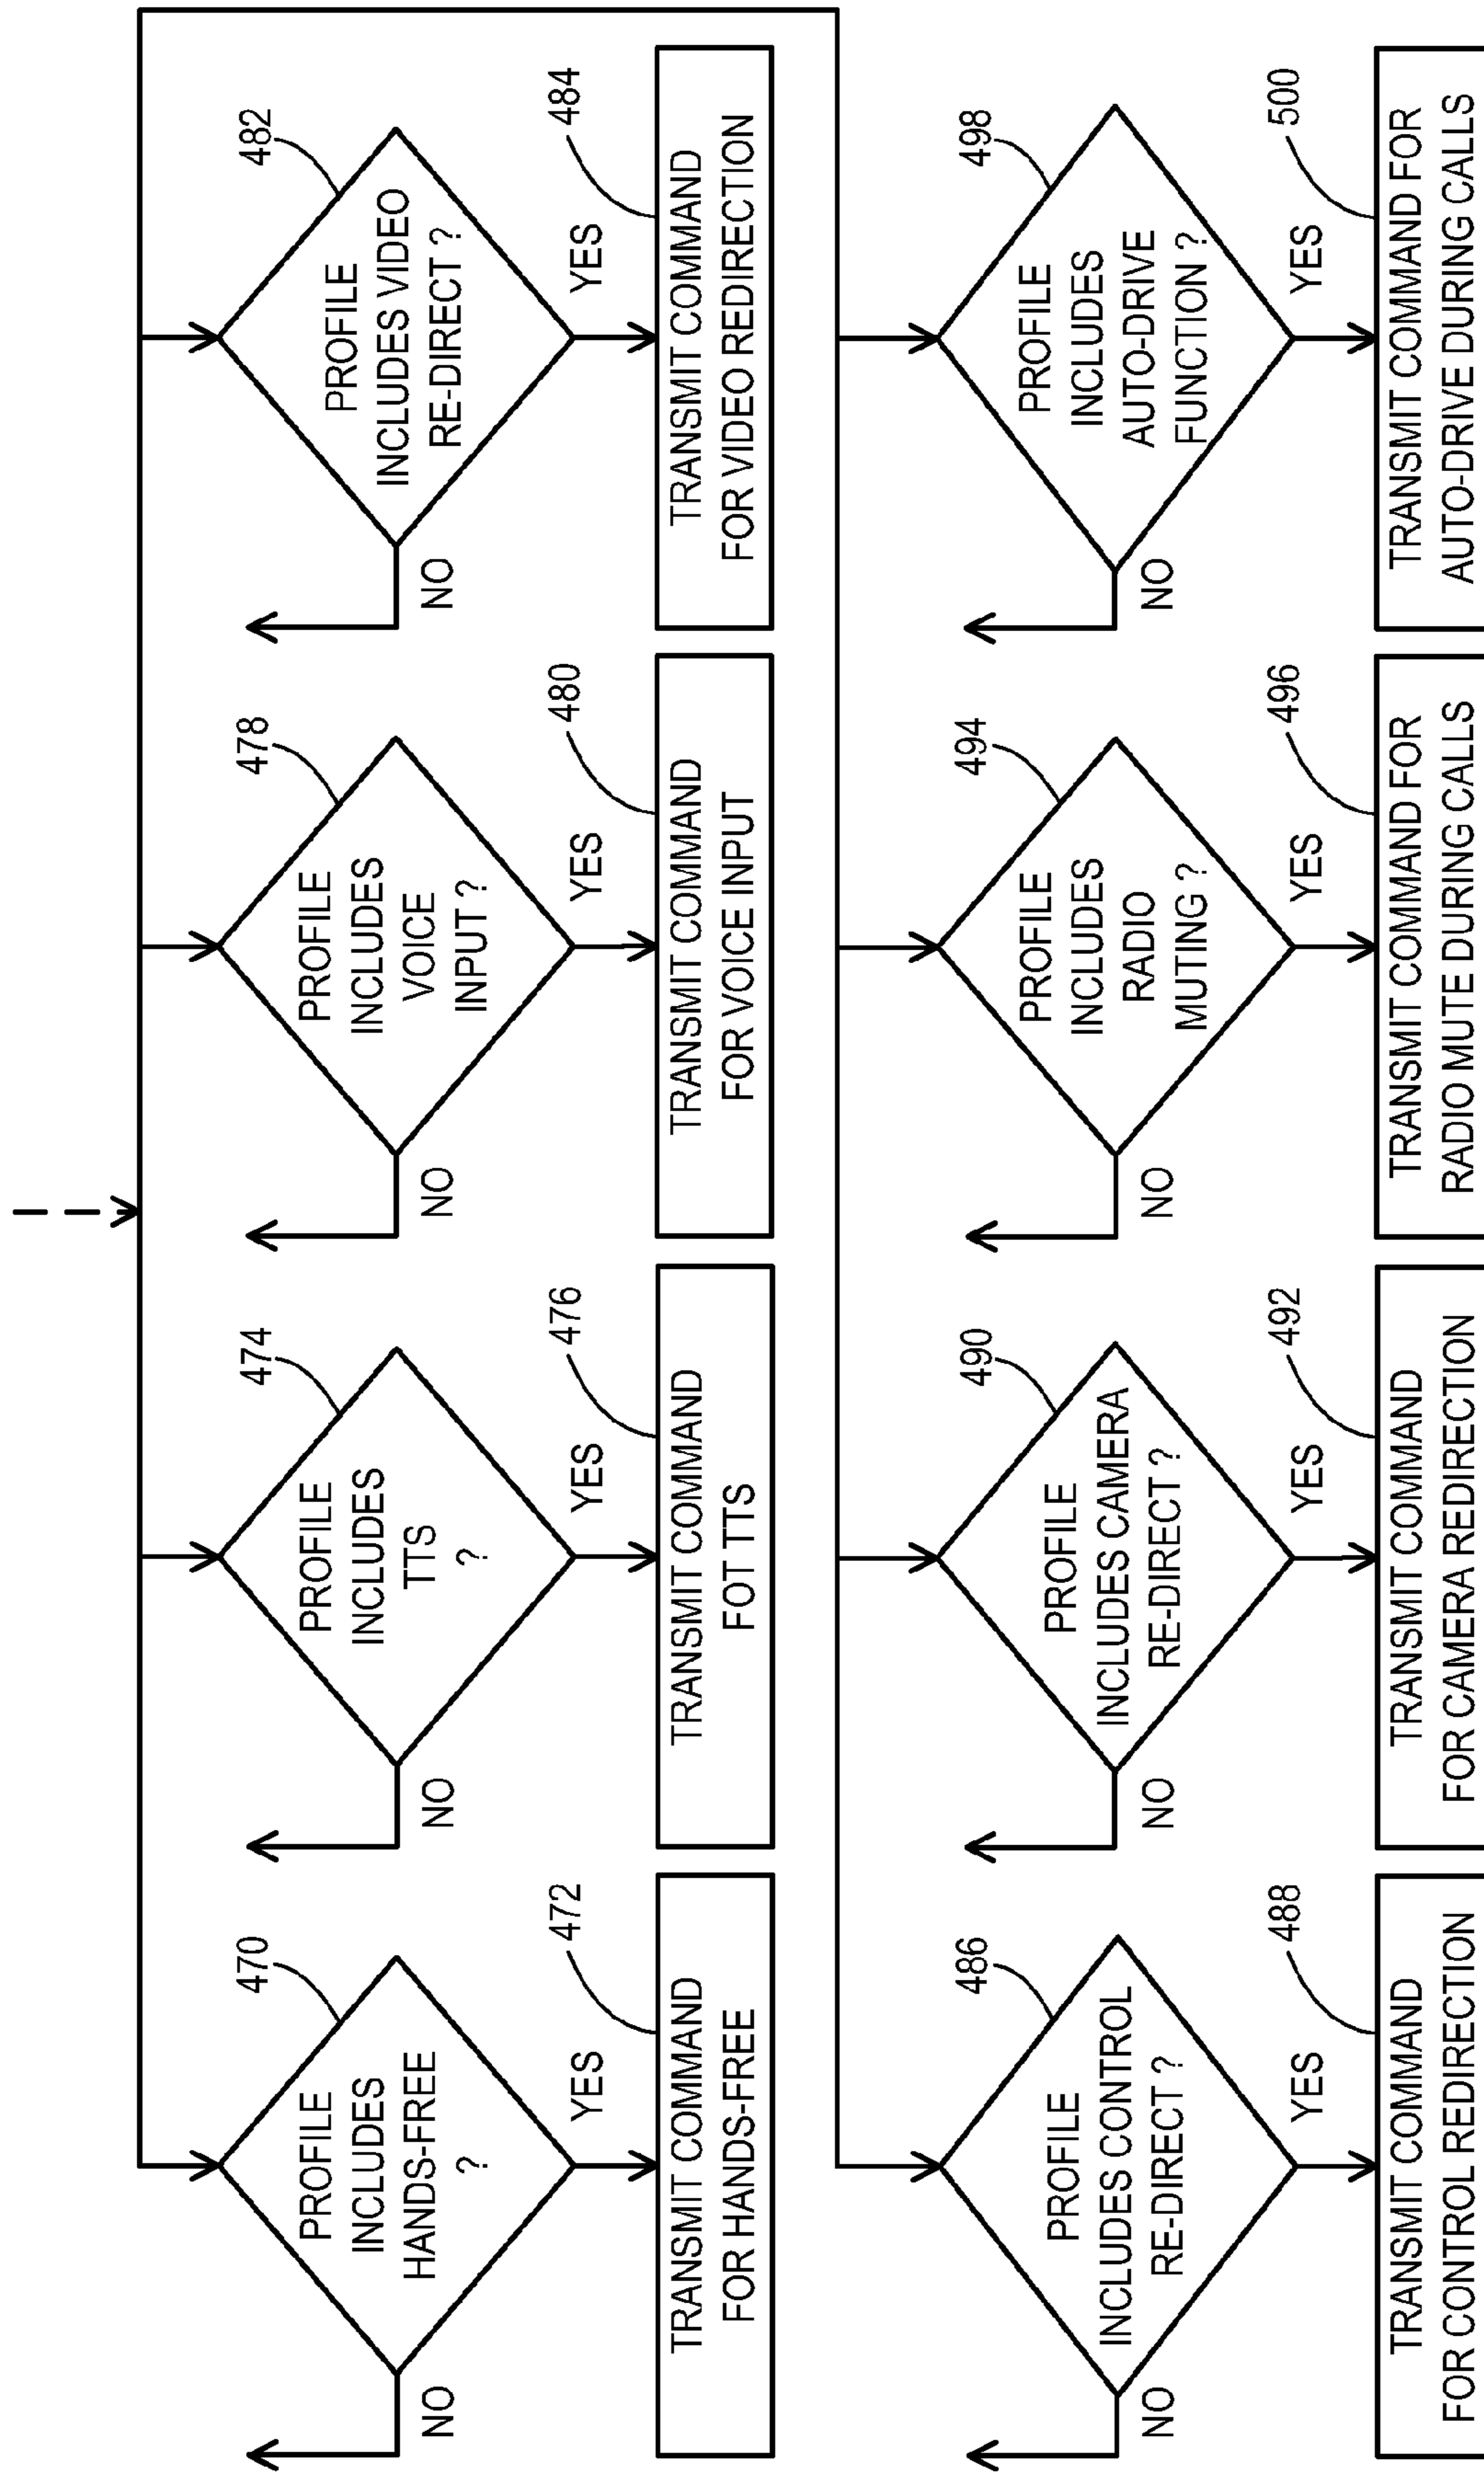 470
PROFILE
INCLUDES
HANDS-FREE
?
NO
YES
472
TRANSMIT COMMAND
FOR HANDS-FREE
474
PROFILE
INCLUDES
TTS
?
NO
YES
476
TRANSMIT COMMAND
FOT TTS
478
PROFILE
INCLUDES
VOICE
INPUT ?
NO
YES
480
TRANSMIT COMMAND
FOR VOICE INPUT
482
PROFILE
INCLUDES VIDEO
RE-DIRECT ?
NO
YES
484
TRANSMIT COMMAND
FOR VIDEO REDIRECTION
486
PROFILE
INCLUDES CONTROL
RE-DIRECT ?
NO
YES
488
TRANSMIT COMMAND
FOR CONTROL REDIRECTION
490
PROFILE
INCLUDES CAMERA
RE-DIRECT ?
NO
YES
492
TRANSMIT COMMAND
FOR CAMERA REDIRECTION
494
PROFILE
INCLUDES
RADIO
MUTING ?
NO
YES
496
TRANSMIT COMMAND FOR
RADIO MUTE DURING CALLS
498
PROFILE
INCLUDES
AUTO-DRIVE
FUNCTION ?
NO
YES
500
TRANSMIT COMMAND FOR
AUTO-DRIVE DURING CALLS